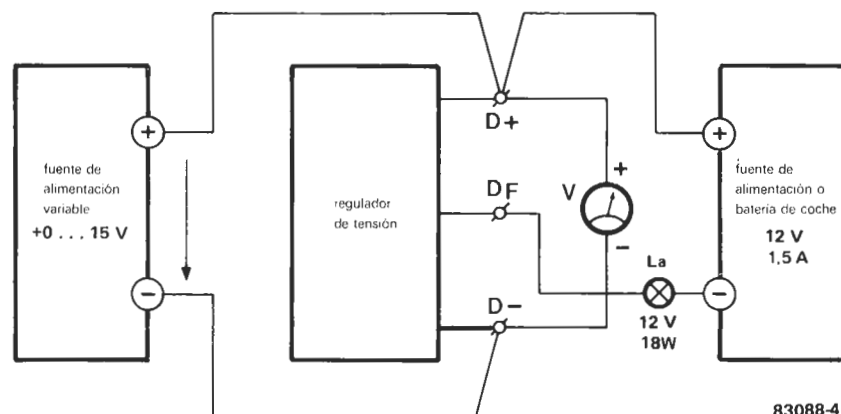 +
-
fuente de
alimentación
variable
+0 . . . 15 V
regulador
de tensión
D+
DF
D-
V
+
-
La
12 V
18W
+
-
fuente de
alimentación o
batería de coche
12 V
1,5 A
83088-4